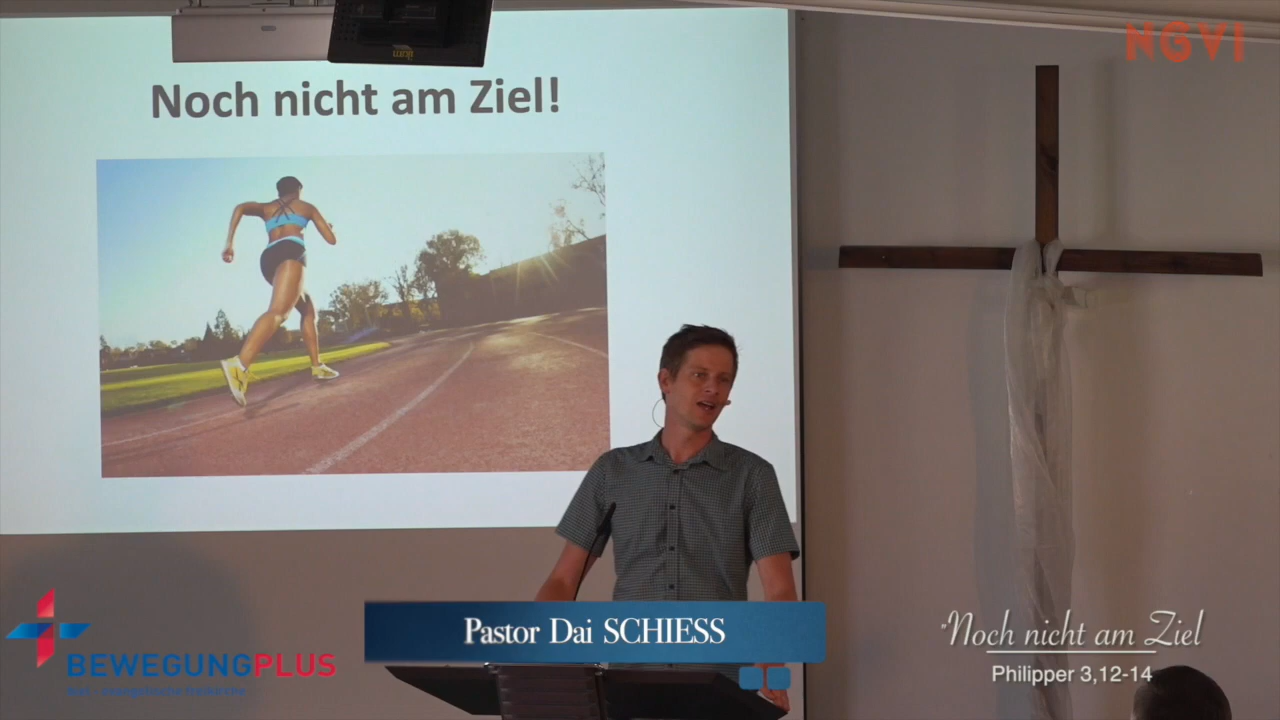 NGVI
Noch nicht am Ziel!
Pastor Dai SCHIESS
"Noch nicht am Ziel
Philipper 3,12-14
BEWEGUNGPLUS